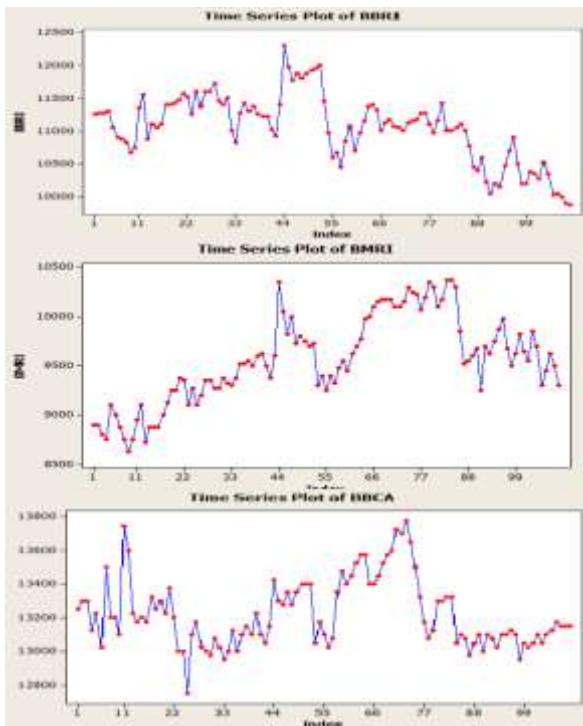 Time Series Plot of BBRI
12500
12000
11500
11000
10500
10000
1 11 22 33 44 55 66 77 88 99
Index
Time Series Plot of BMRI
10500
10000
9500
9000
8500
1 11 22 33 44 55 66 77 88 99
Index
Time Series Plot of BBCA
13800
13600
13400
13200
13000
12800
1 11 22 33 44 55 66 77 88 99
Index